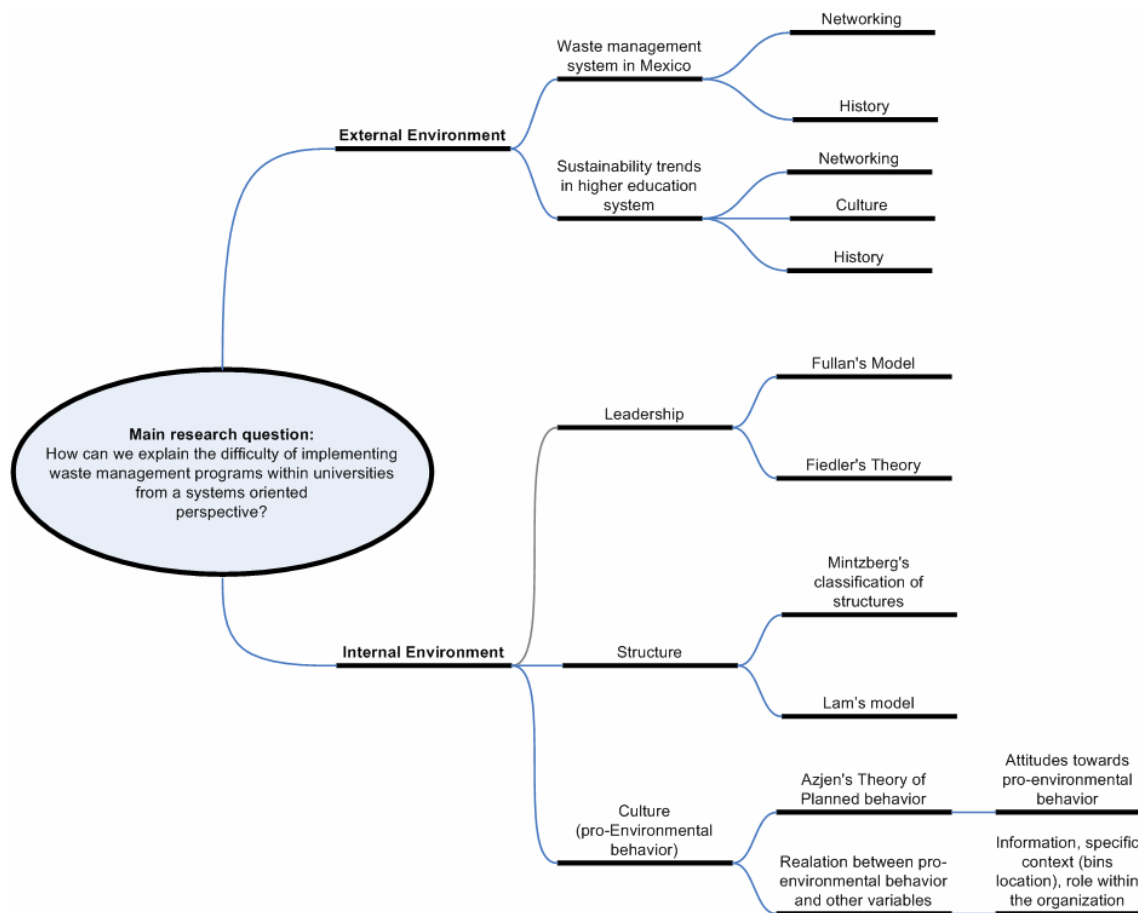 Networking
Waste management
system in Mexico
History
External Environment
Networking
Sustainability trends
in higher education
system
Culture
History
Main research question:
How can we explain the difficulty of implementing
waste management programs within universities
from a systems oriented
perspective?
Fullan's Model
Leadership
Fiedler's Theory
Mintzberg's
classification of
structures
Internal Environment
Structure
Lam's model
Culture
(pro-Environmental
behavior)
Azjen's Theory of
Planned behavior
Attitudes towards
pro-environmental
behavior
Realation between pro-
environmental behavior
and other variables
Information, specific
context (bins
location), role within
the organization